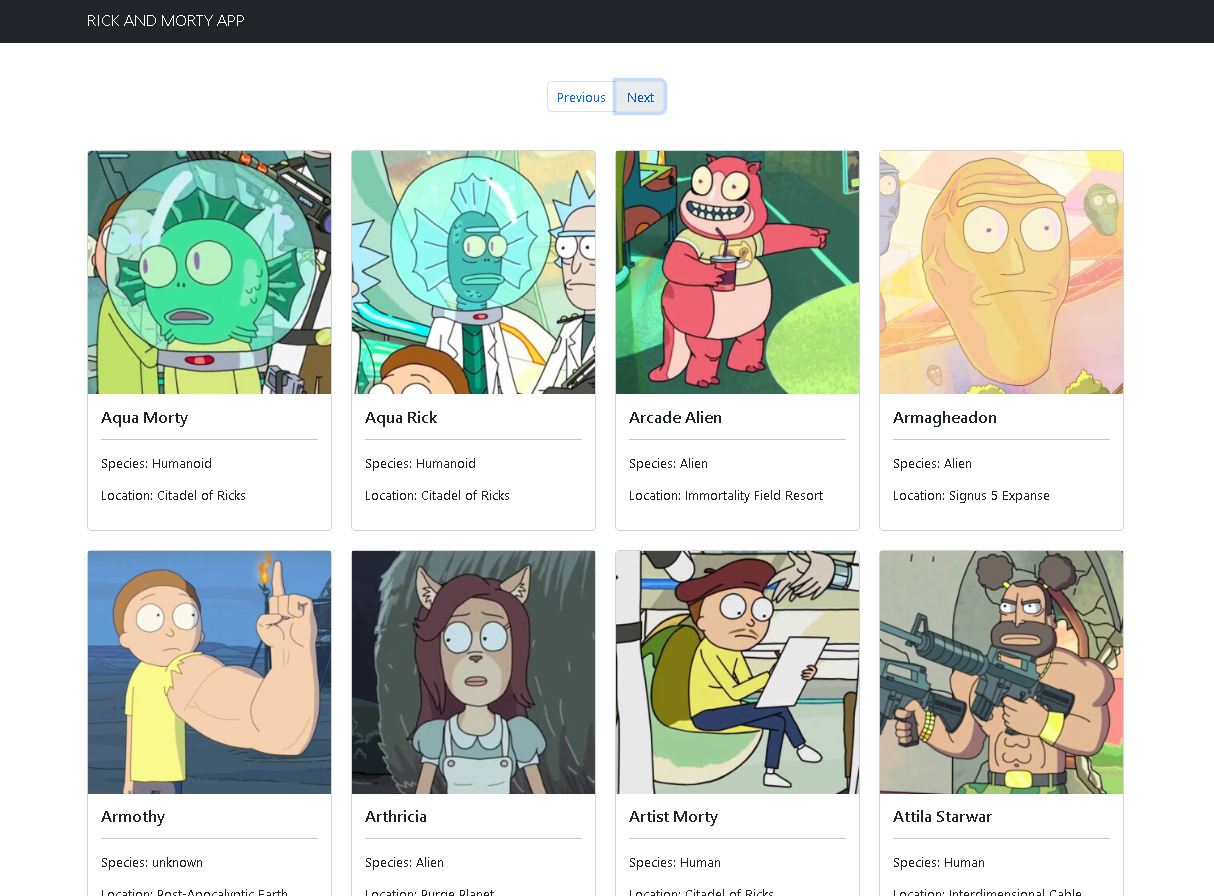 RICK AND MORTY APP
Previous Next
Aqua Morty
Species: Humanoid
Location: Citadel of Ricks
Aqua Rick
Species: Humanoid
Location: Citadel of Ricks
Arcade Alien
Species: Alien
Location: Immortality Field Resort
Armagheadon
Species: Alien
Location: Signus 5 Expanse
Armothy
Species: unknown
Location: Post-Apocalyptic Earth
Arthricia
Species: Alien
Location: Purge Planet
Artist Morty
Species: Human
Location: Citadel of Ricks
Attila Starwar
Species: Human
Location: Interdimensional Cable